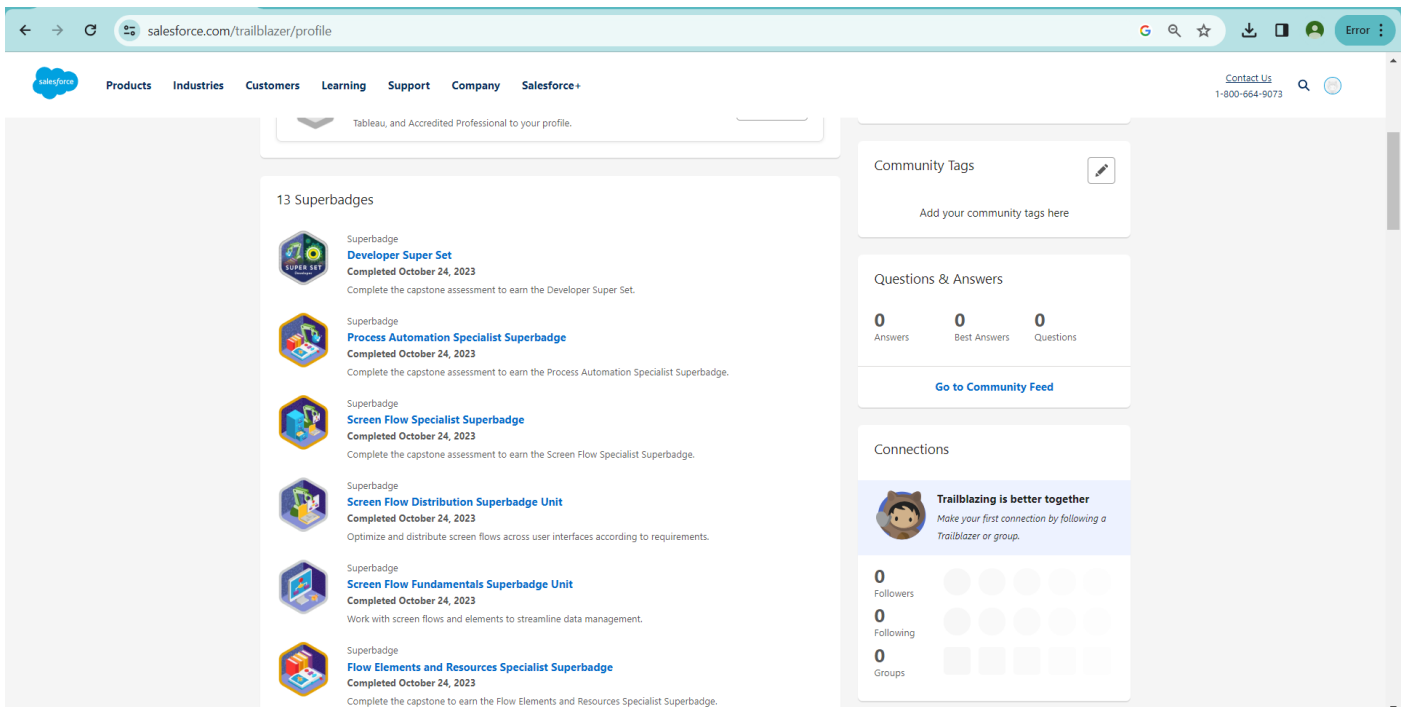 salesforce.com/trailblazer/profile
Error
salesforce
Products Industries Customers Learning Support Company Salesforce+
Contact Us
1-800-664-9073
Tableau, and Accredited Professional to your profile.
13 Superbadges
SUPER SET
Developer
Superbadge
Developer Super Set
Completed October 24, 2023
Complete the capstone assessment to earn the Developer Super Set.
Superbadge
Process Automation Specialist Superbadge
Completed October 24, 2023
Complete the capstone assessment to earn the Process Automation Specialist Superbadge.
Superbadge
Screen Flow Specialist Superbadge
Completed October 24, 2023
Complete the capstone assessment to earn the Screen Flow Specialist Superbadge.
Superbadge
Screen Flow Distribution Superbadge Unit
Completed October 24, 2023
Optimize and distribute screen flows across user interfaces according to requirements.
Superbadge
Screen Flow Fundamentals Superbadge Unit
Completed October 24, 2023
Work with screen flows and elements to streamline data management.
Superbadge
Flow Elements and Resources Specialist Superbadge
Completed October 24, 2023
Complete the capstone to earn the Flow Elements and Resources Specialist Superbadge.
Community Tags
Add your community tags here
Questions & Answers
0 0 0
Answers Best Answers Questions
Go to Community Feed
Connections
Trailblazing is better together
Make your first connection by following a
Trailblazer or group.
0
Followers
0
Following
0
Groups